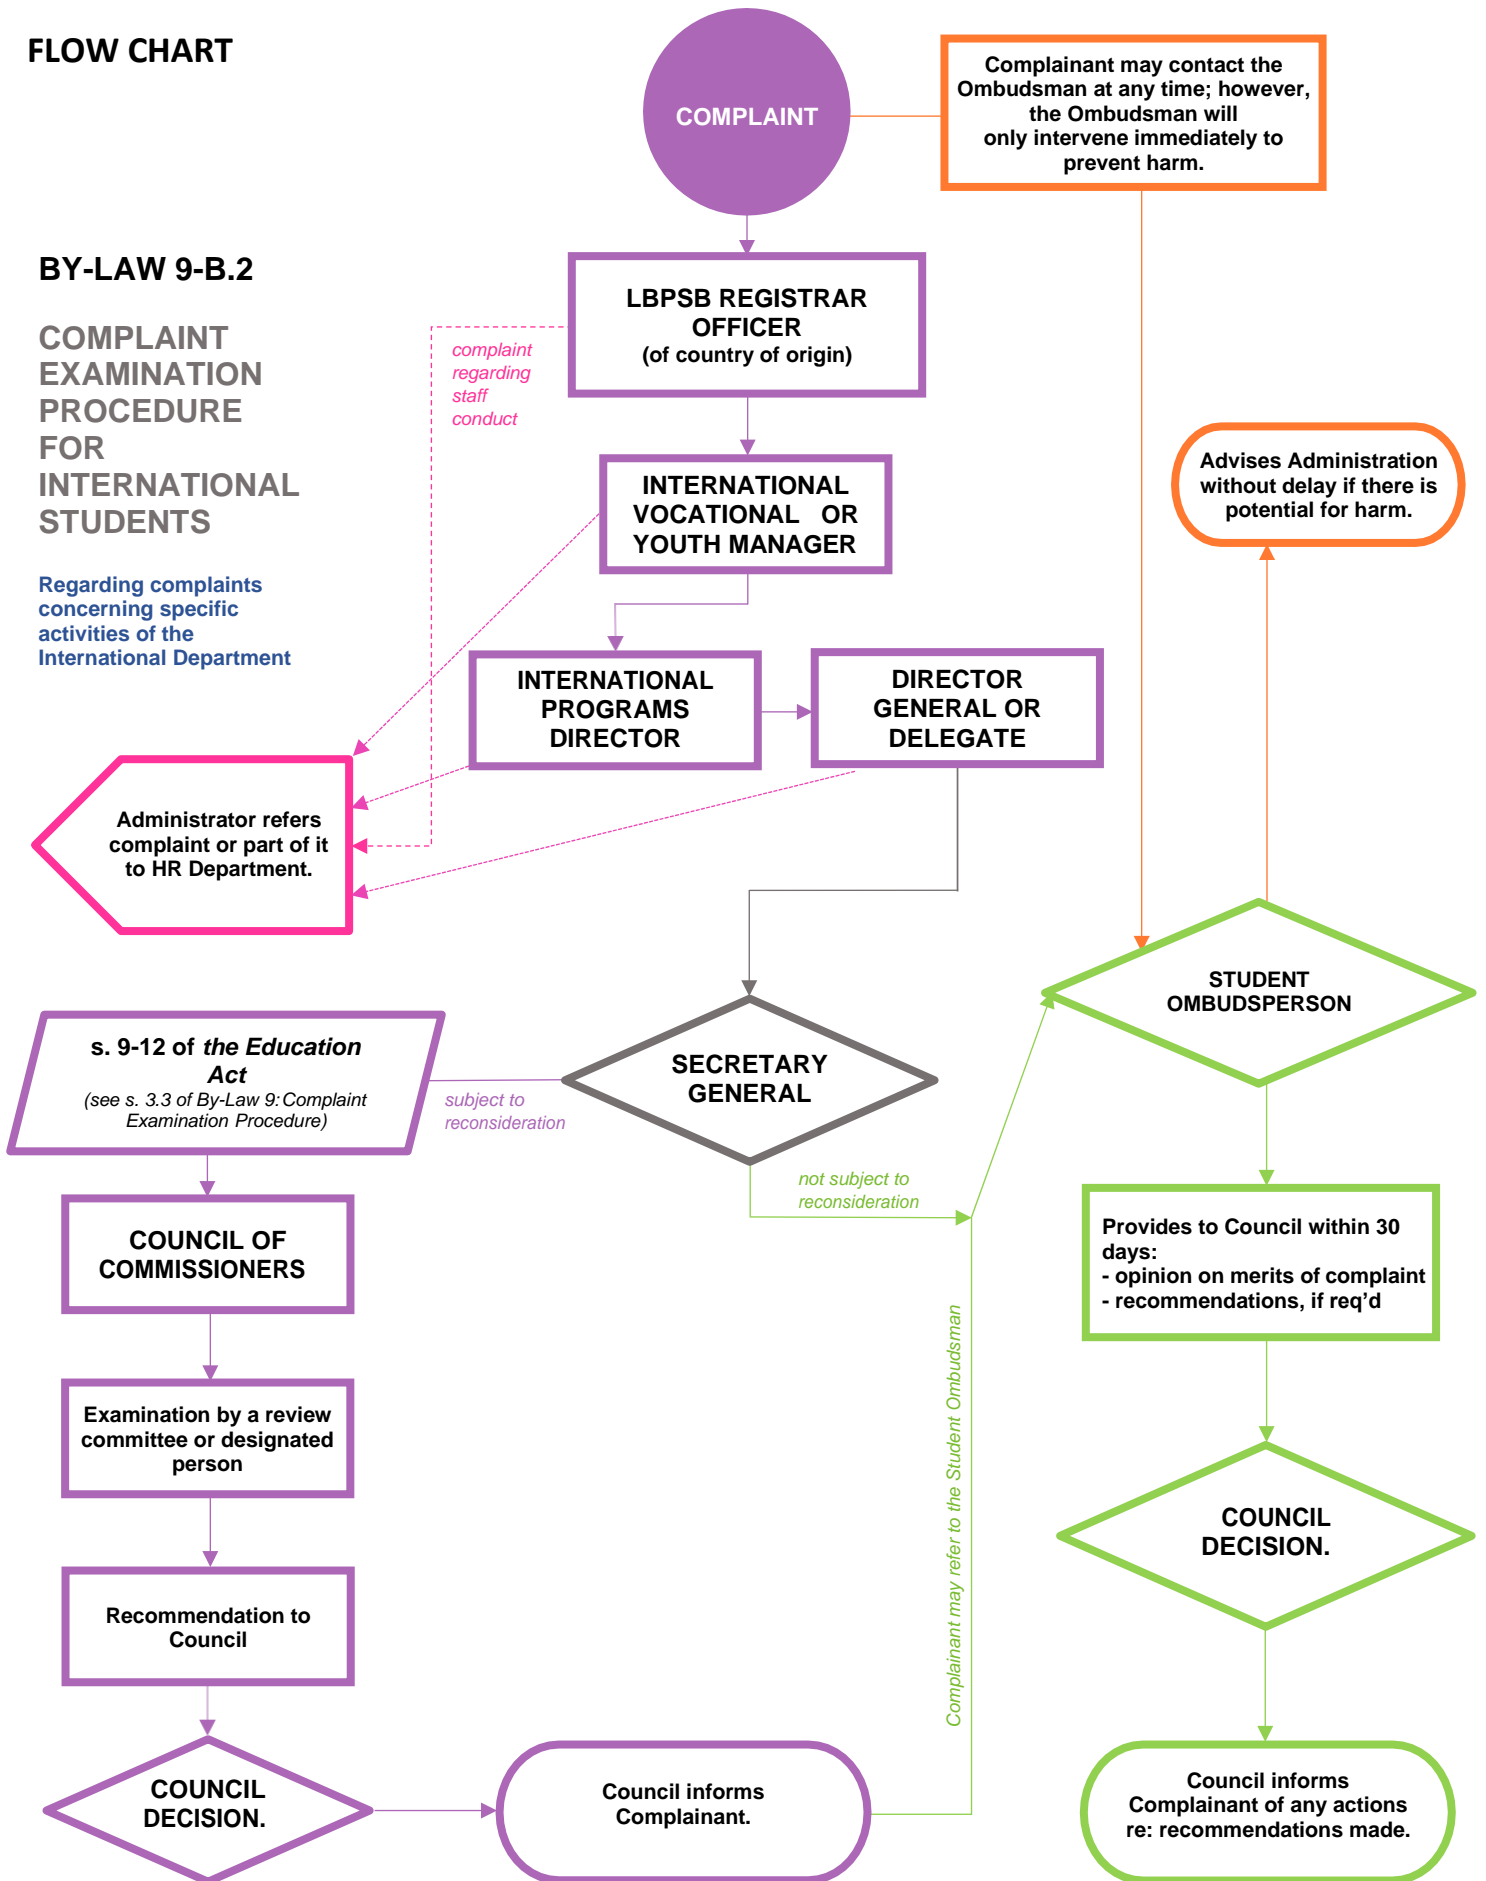 FLOW CHART
COMPLAINT
Complainant may contact the
Ombudsman at any time; however,
the Ombudsman will
only intervene immediately to
prevent harm.
BY-LAW 9-B.2
COMPLAINT
EXAMINATION
PROCEDURE
FOR
INTERNATIONAL
STUDENTS
Regarding complaints
concerning specific
activities of the
International Department
LBPSB REGISTRAR
OFFICER
(of country of origin)
complaint
regarding
staff
conduct
INTERNATIONAL
VOCATIONAL OR
YOUTH MANAGER
Advises Administration
without delay if there is
potential for harm.
INTERNATIONAL
PROGRAMS
DIRECTOR
DIRECTOR
GENERAL OR
DELEGATE
Administrator refers
complaint or part of it
to HR Department.
STUDENT
OMBUDSPERSON
SECRETARY
GENERAL
s. 9-12 of the Education
Act
(see s. 3.3 of By-Law 9: Complaint
Examination Procedure)
subject to
reconsideration
not subject to
reconsideration
COUNCIL OF
COMMISSIONERS
Provides to Council within 30
days:
- opinion on merits of complaint
- recommendations, if req'd
Complainant may refer to the Student Ombudsman
Examination by a review
committee or designated
person
COUNCIL
DECISION.
Recommendation to
Council
COUNCIL
DECISION.
Council informs
Complainant.
Council informs
Complainant of any actions
re: recommendations made.